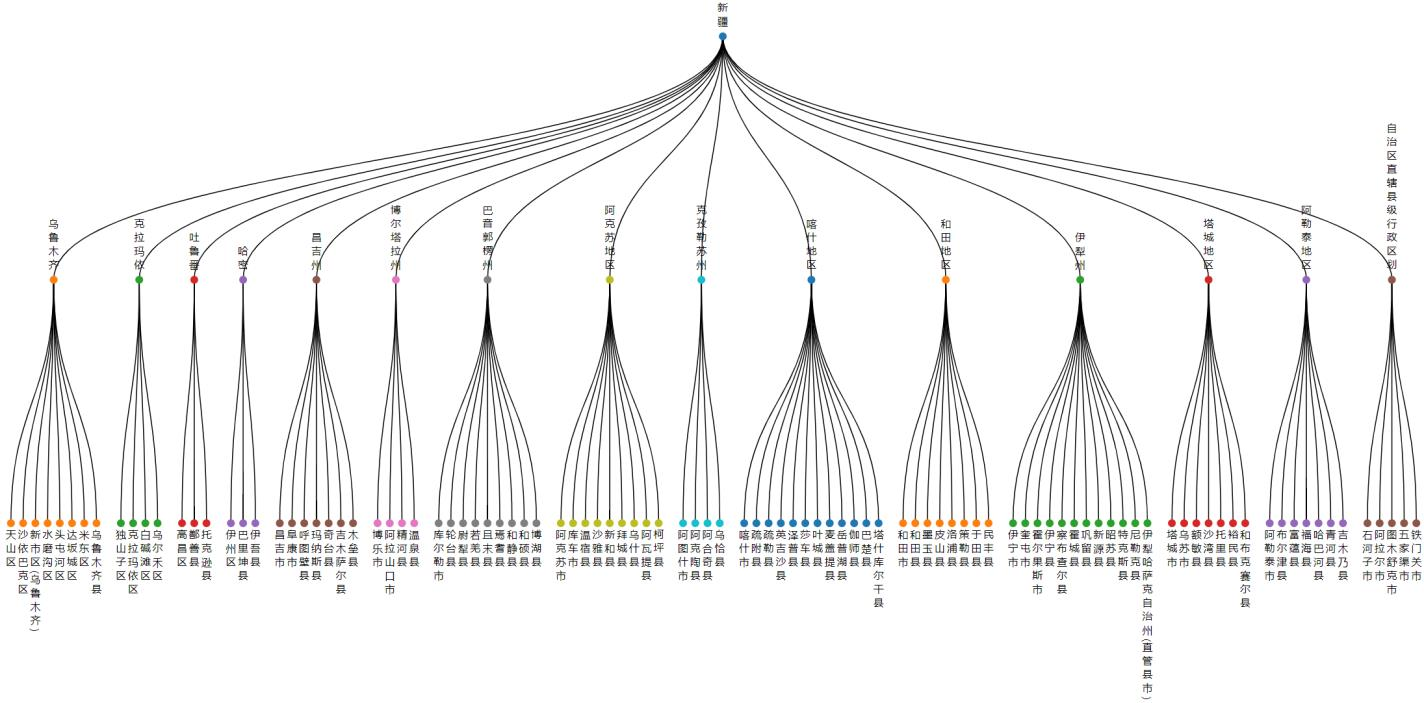 新疆
乌鲁木齐
克拉玛依
吐鲁番
哈密
昌吉州
博尔塔拉州
巴音郭楞州
阿克苏地区
克孜勒苏州
喀什地区
和田地区
伊犁州
塔城地区
阿勒泰地区
自治区直辖县级行政区划
天山区
沙依巴克区
新市区(乌鲁木齐)
水磨沟区
头屯河区
达坂城区
米东区
乌鲁木齐县
独山子区
克拉玛依区
白碱滩区
乌尔禾区
高昌区
鄯善县
托克逊县
伊州区
巴里坤县
伊吾县
昌吉市
阜康市
呼图壁县
玛纳斯县
奇台县
吉木萨尔县
木垒县
博乐市
阿拉山口市
精河县
温泉县
库尔勒市
轮台县
尉犁县
若羌县
且末县
焉耆县
和静县
和硕县
博湖县
阿克苏市
库车市
温宿县
沙雅县
新和县
拜城县
乌什县
阿瓦提县
柯坪县
阿图什市
阿克陶县
阿合奇县
乌恰县
喀什市
疏附县
疏勒县
英吉沙县
泽普县
莎车县
叶城县
麦盖提县
岳普湖县
伽师县
巴楚县
塔什库尔干县
和田市
和田县
墨玉县
皮山县
洛浦县
策勒县
于田县
民丰县
伊宁市
奎屯市
霍尔果斯市
伊宁县
察布查尔县
霍城县
巩留县
新源县
昭苏县
特克斯县
尼勒克县
伊犁哈萨克自治州(直管县市)
塔城市
乌苏市
额敏县
沙湾县
托里县
裕民县
和布克赛尔县
阿勒泰市
布尔津县
富蕴县
福海县
哈巴河县
青河县
吉木乃县
石河子市
阿拉尔市
图木舒克市
五家渠市
铁门关市